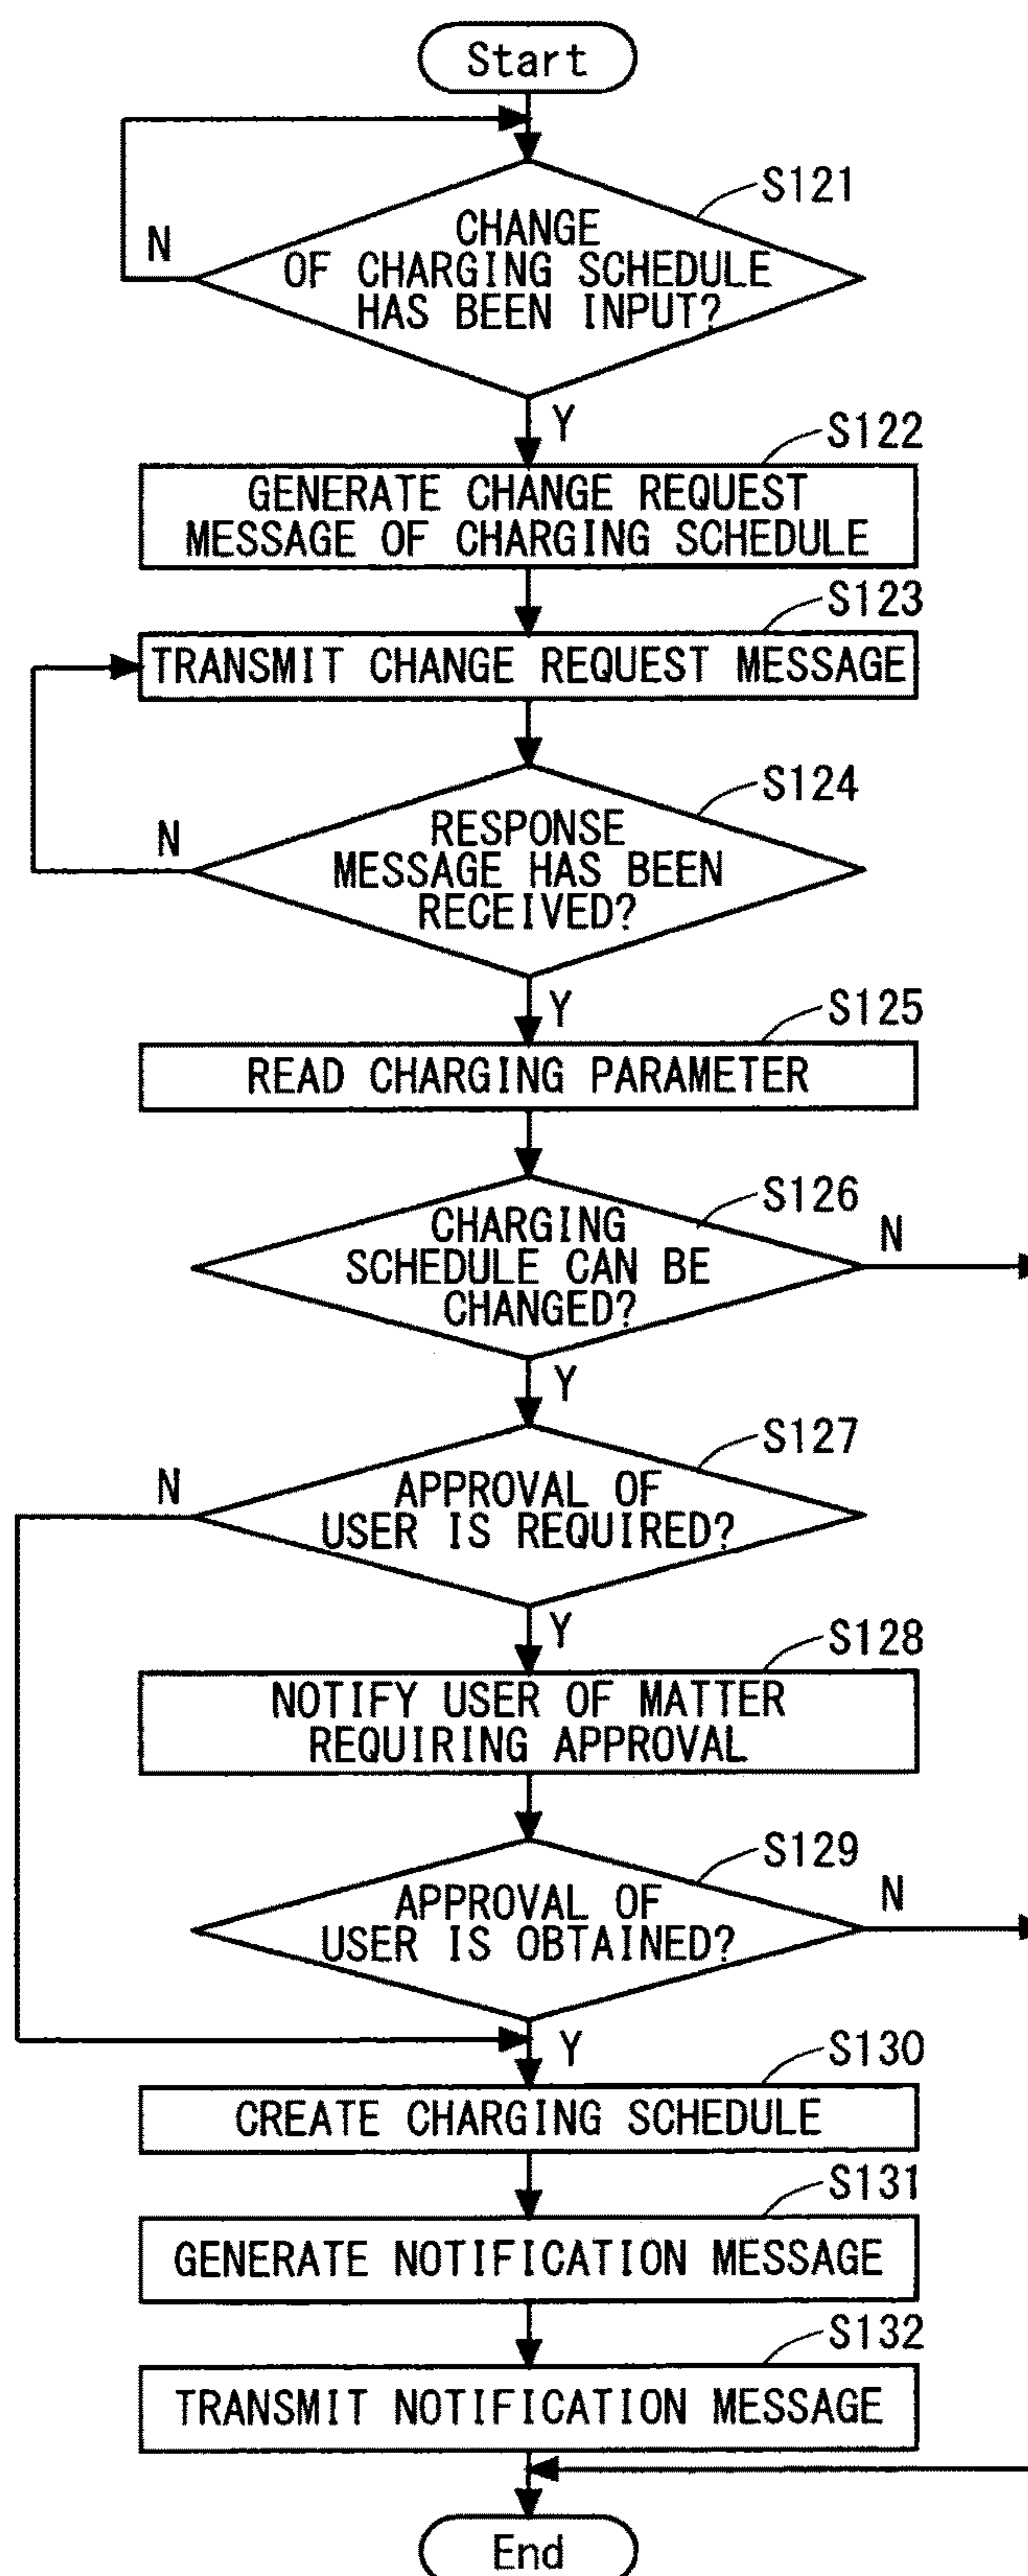 Start
S121
CHANGE
OF CHARGING SCHEDULE
HAS BEEN INPUT?
N
Y
S122
GENERATE CHANGE REQUEST
MESSAGE OF CHARGING SCHEDULE
S123
TRANSMIT CHANGE REQUEST MESSAGE
S124
RESPONSE
MESSAGE HAS BEEN
RECEIVED?
N
Y
S125
READ CHARGING PARAMETER
S126
CHARGING
SCHEDULE CAN BE
CHANGED?
N
Y
S127
APPROVAL OF
USER IS REQUIRED?
N
Y
S128
NOTIFY USER OF MATTER
REQUIRING APPROVAL
S129
APPROVAL OF
USER IS OBTAINED?
N
Y
S130
CREATE CHARGING SCHEDULE
S131
GENERATE NOTIFICATION MESSAGE
S132
TRANSMIT NOTIFICATION MESSAGE
End